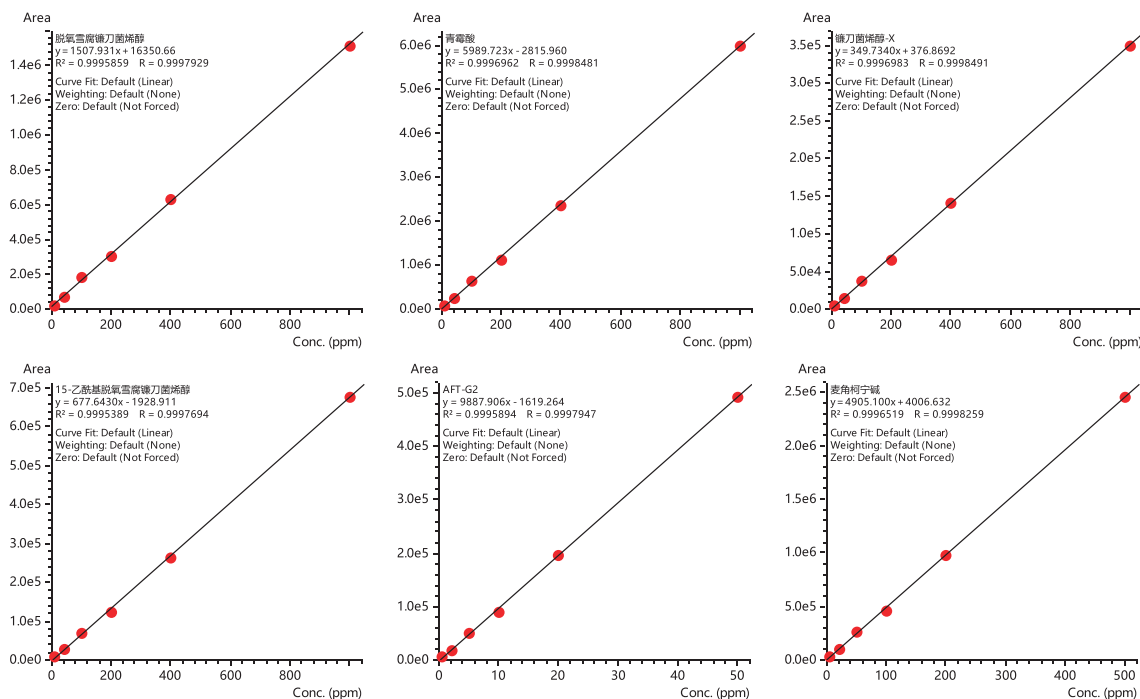 Area
脱氧雪腐镰刀菌烯醇
y = 1507.931x + 16350.66
R² = 0.9995859 R = 0.9997929
Curve Fit: Default (Linear)
Weighting: Default (None)
Zero: Default (Not Forced)
1.4e6
1.2e6
1.0e6
8.0e5
6.0e5
4.0e5
2.0e5
0.0e0
0 200 400 600 800
Conc. (ppm)
Area
青霉酸
y = 5989.723x - 2815.960
R² = 0.9996962 R = 0.9998481
Curve Fit: Default (Linear)
Weighting: Default (None)
Zero: Default (Not Forced)
6.0e6
5.0e6
4.0e6
3.0e6
2.0e6
1.0e6
0.0e0
0 200 400 600 800
Conc. (ppm)
Area
镰刀菌烯醇-X
y = 349.7340x + 376.8692
R² = 0.9996983 R = 0.9998491
Curve Fit: Default (Linear)
Weighting: Default (None)
Zero: Default (Not Forced)
3.5e5
3.0e5
2.5e5
2.0e5
1.5e5
1.0e5
5.0e4
0.0e0
0 200 400 600 800
Conc. (ppm)
Area
15-乙酰基脱氧雪腐镰刀菌烯醇
y = 677.6430x - 1928.911
R² = 0.9995389 R = 0.9997694
Curve Fit: Default (Linear)
Weighting: Default (None)
Zero: Default (Not Forced)
7.0e5
6.0e5
5.0e5
4.0e5
3.0e5
2.0e5
1.0e5
0.0e0
0 200 400 600 800
Conc. (ppm)
Area
AFT-G2
y = 9887.906x - 1619.264
R² = 0.9995894 R = 0.9997947
Curve Fit: Default (Linear)
Weighting: Default (None)
Zero: Default (Not Forced)
5.0e5
4.0e5
3.0e5
2.0e5
1.0e5
0.0e0
0 10 20 30 40 50
Conc. (ppm)
Area
麦角柯宁碱
y = 4905.100x + 4006.632
R² = 0.9996519 R = 0.9998259
Curve Fit: Default (Linear)
Weighting: Default (None)
Zero: Default (Not Forced)
2.5e6
2.0e6
1.5e6
1.0e6
5.0e5
0.0e0
0 100 200 300 400 500
Conc. (ppm)